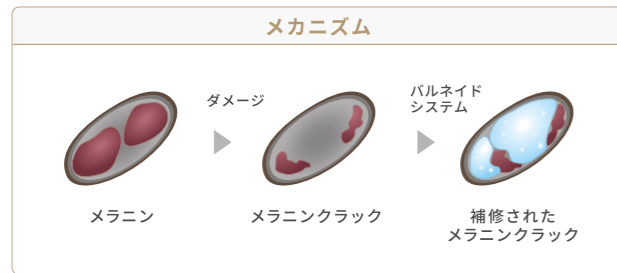 メカニズム
ダメージ
バルネイド
システム
メラニン
メラニンクラック
補修された
メラニンクラック